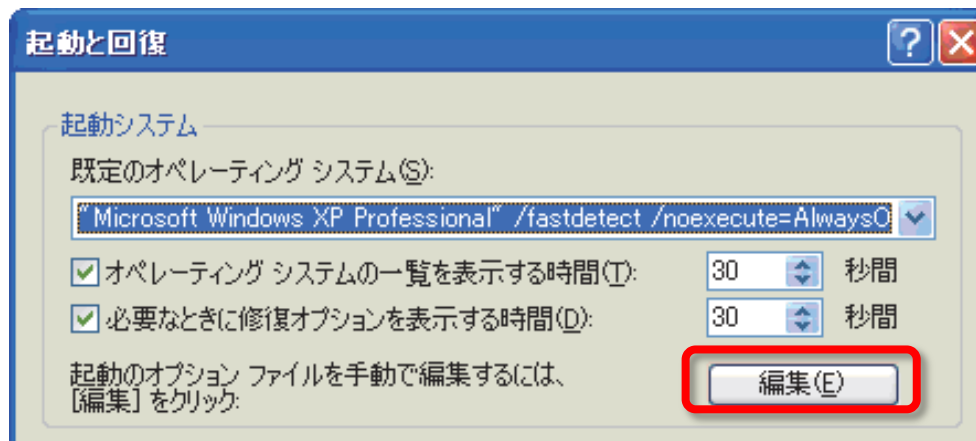 起動と回復
起動システム
既定のオペレーティング システム(S):
"Microsoft Windows XP Professional" /fastdetect /noexecute=AlwaysO
オペレーティング システムの一覧を表示する時間(T): 30 秒間
必要なときに修復オプションを表示する時間(D): 30 秒間
起動のオプション ファイルを手動で編集するには、
[編集] をクリック:
編集(E)